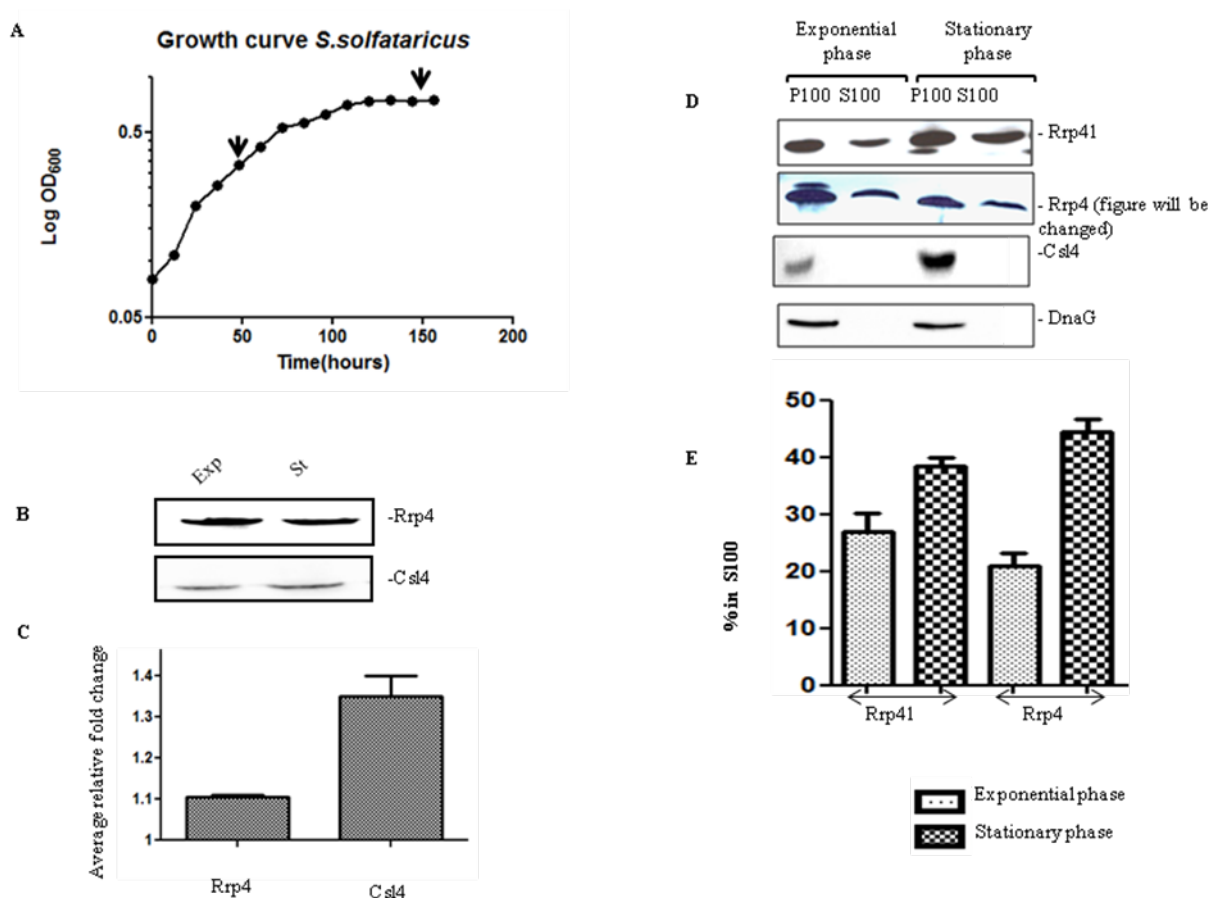 A
Growth curve S.solfataricus
Log OD600
0.5
0.05
0 50 100 150 200
Time(hours)
B
Exp St
-Rrp4
-Csl4
C
Average relative fold change
1.4
1.3
1.2
1.1
1
Rrp4 Csl4
D
Exponential phase
Stationary phase
P100 S100 P100 S100
- Rrp41
- Rrp4 (figure will be
changed)
-Csl4
- DnaG
E
% in S100
50
40
30
20
10
0
Rrp41 Rrp4
Exponential phase
Stationary phase